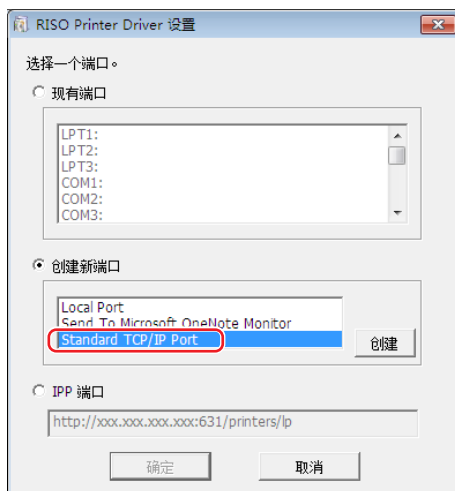 RISO Printer Driver 设置
选择一个端口。
现有端口
LPT1:
LPT2:
LPT3:
COM1:
COM2:
COM3:
创建新端口
Local Port
Send To Microsoft OneNote Monitor
Standard TCP/IP Port
创建
IPP 端口
http://xxx.xxx.xxx.xxx:631/printers/lp
确定 取消